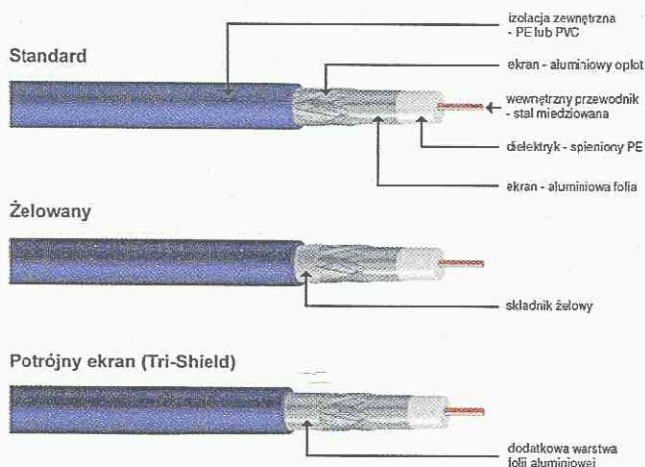 Standard
izolacja zewnętrzna
- PE lub PVC
ekran - aluminiowy oplot
wewnętrzny przewodnik
- stal miedziowana
dielektryk - spieniony PE
ekran - aluminiowa folia
Żelowany
składnik żelowy
Potrójny ekran (Tri-Shield)
dodatkowa warstwa
folii aluminiowej